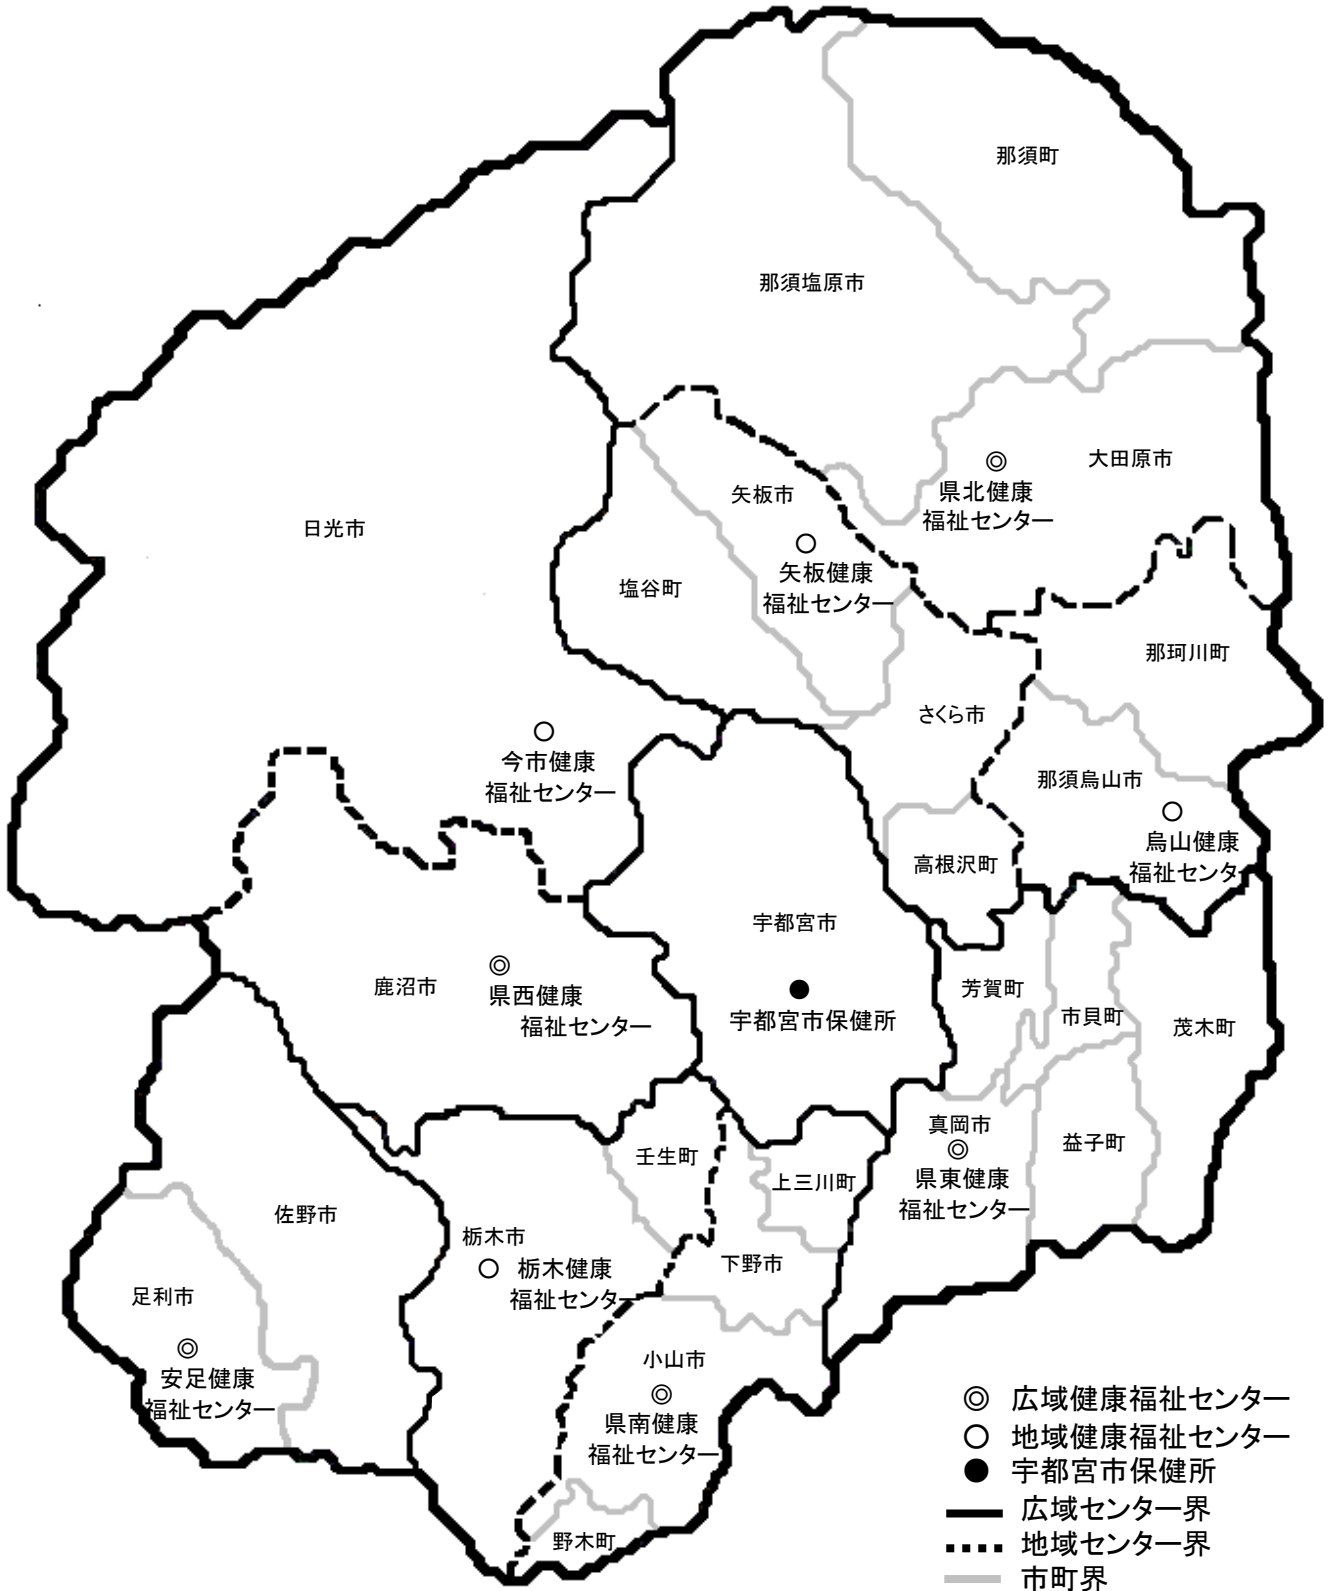 那須町
那須塩原市
大田原市
県北健康
福祉センター
矢板市
矢板健康
福祉センター
日光市
塩谷町
那珂川町
さくら市
今市健康
福祉センター
那須烏山市
烏山健康
福祉センター
高根沢町
宇都宮市
宇都宮市保健所
鹿沼市
県西健康
福祉センター
芳賀町
市貝町
茂木町
真岡市
県東健康
福祉センター
益子町
壬生町
上三川町
下野市
佐野市
栃木市
栃木健康
福祉センター
足利市
安足健康
福祉センター
小山市
県南健康
福祉センター
野木町
◎ 広域健康福祉センター
○ 地域健康福祉センター
● 宇都宮市保健所
広域センター界
地域センター界
市町界